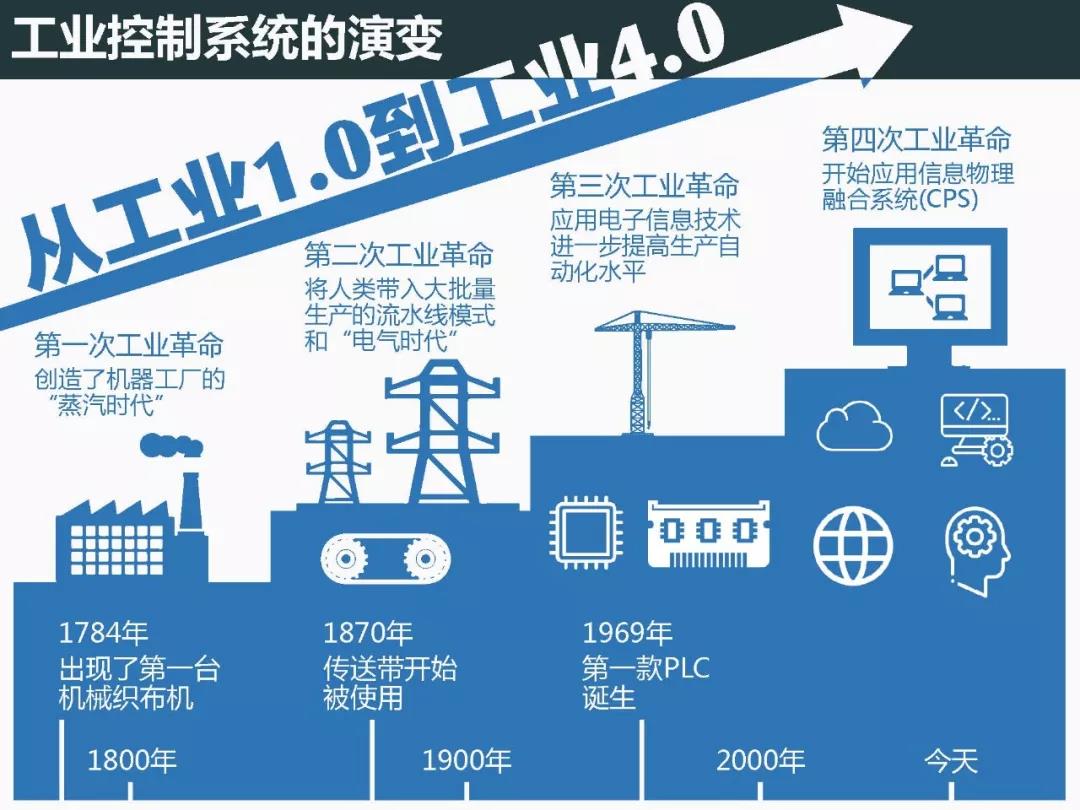 工业控制系统的演变
从工业1.0到工业4.0
第一次工业革命
创造了机器工厂的
“蒸汽时代”
第二次工业革命
将人类带入大批量
生产的流水线模式
和“电气时代”
第三次工业革命
应用电子信息技术
进一步提高生产自
动化水平
第四次工业革命
开始应用信息物理
融合系统(CPS)
</>...
1784年
出现了第一台
机械织布机
1870年
传送带开始
被使用
1969年
第一款PLC
诞生
1800年
1900年
2000年
今天